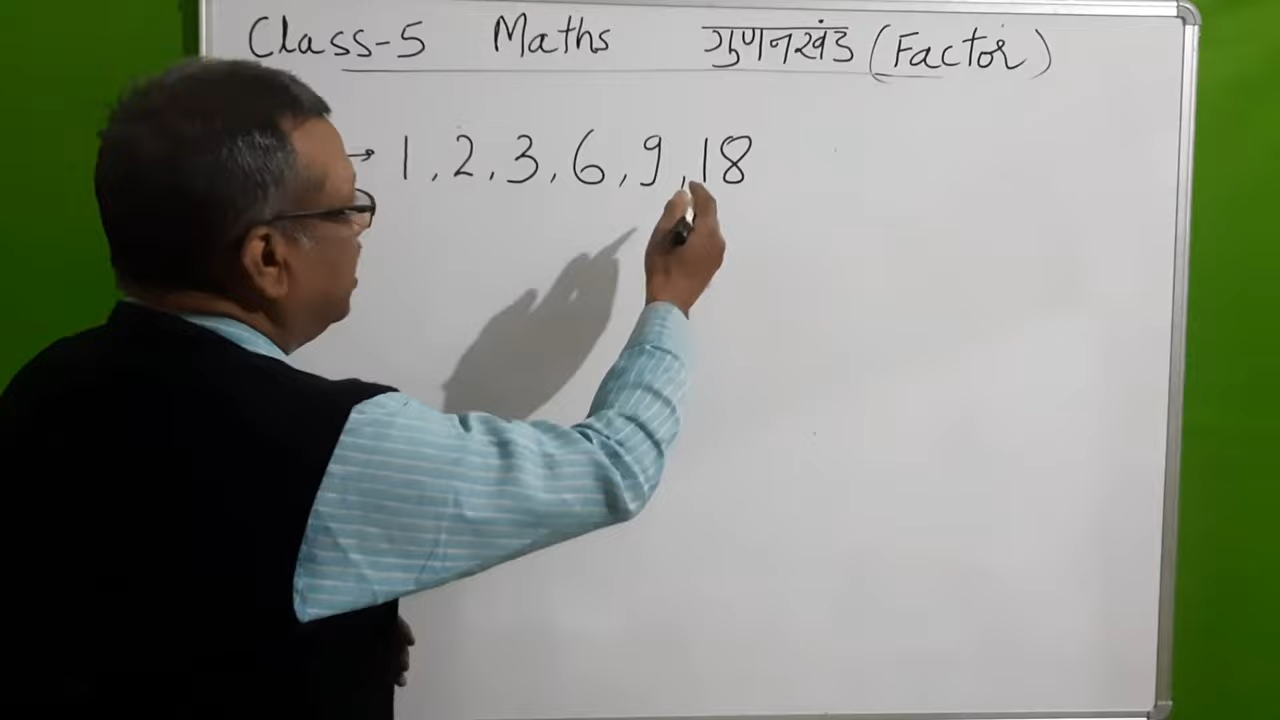 Class-5 Maths गुणनखंड (Factor)
→ 1, 2, 3, 6, 9, 18